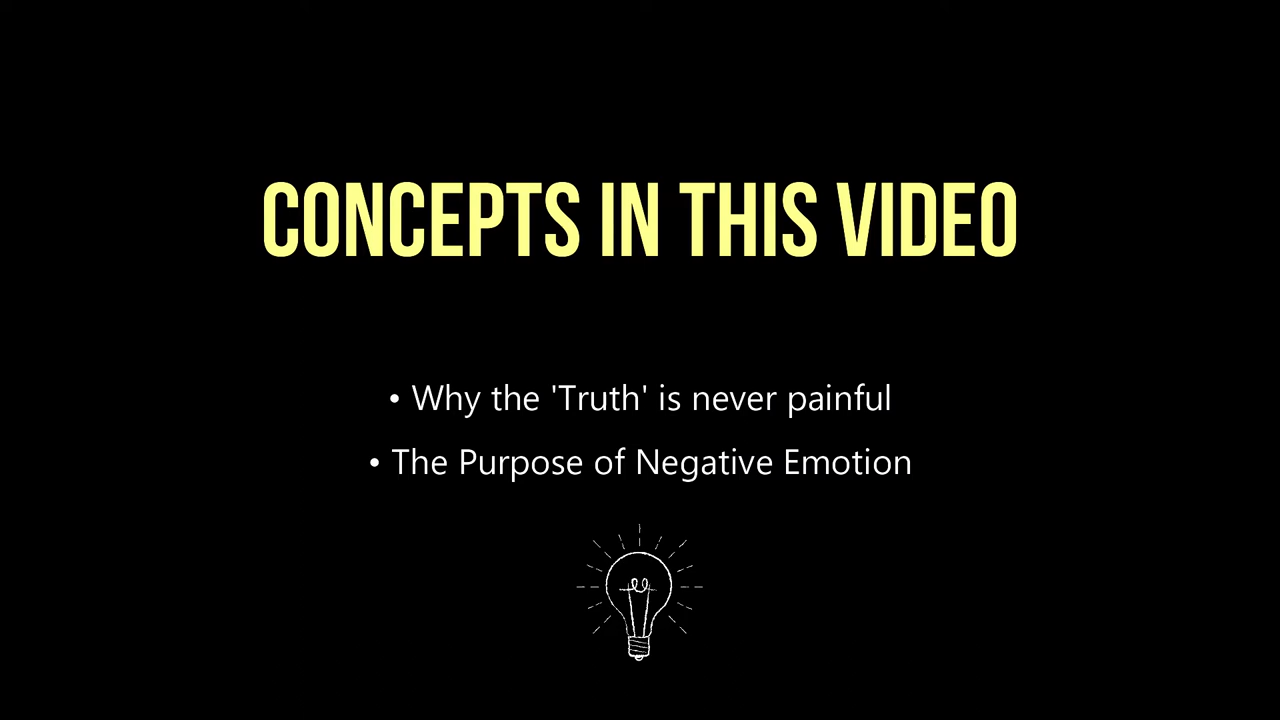 CONCEPTS IN THIS VIDEO
• Why the 'Truth' is never painful
• The Purpose of Negative Emotion